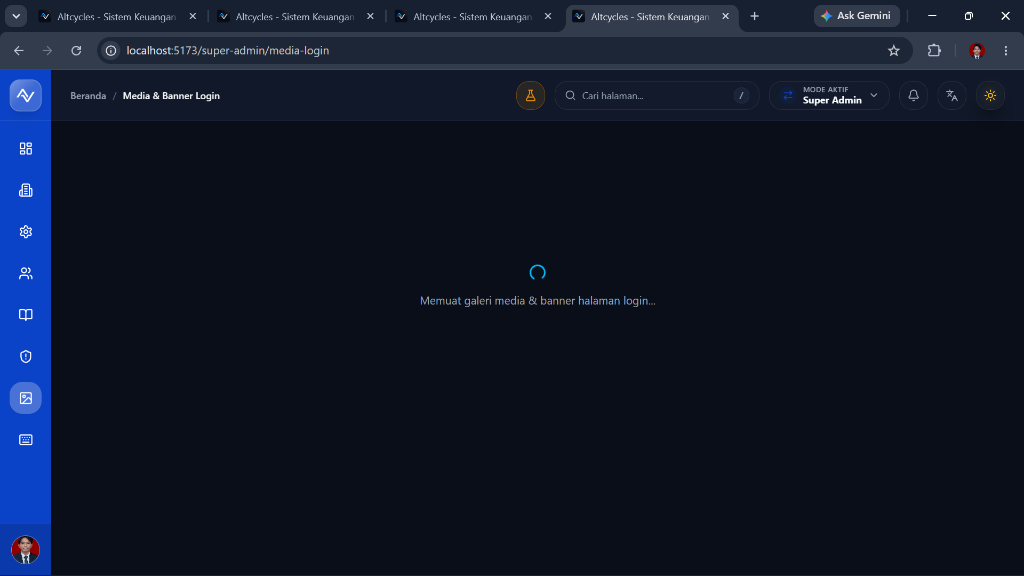 Altcycles - Sistem Keuangan
Altcycles - Sistem Keuangan
Altcycles - Sistem Keuangan
Altcycles - Sistem Keuangan
Ask Gemini
localhost:5173/super-admin/media-login
Beranda / Media & Banner Login
Cari halaman...
/
MODE AKTIF
Super Admin
Memuat galeri media & banner halaman login...